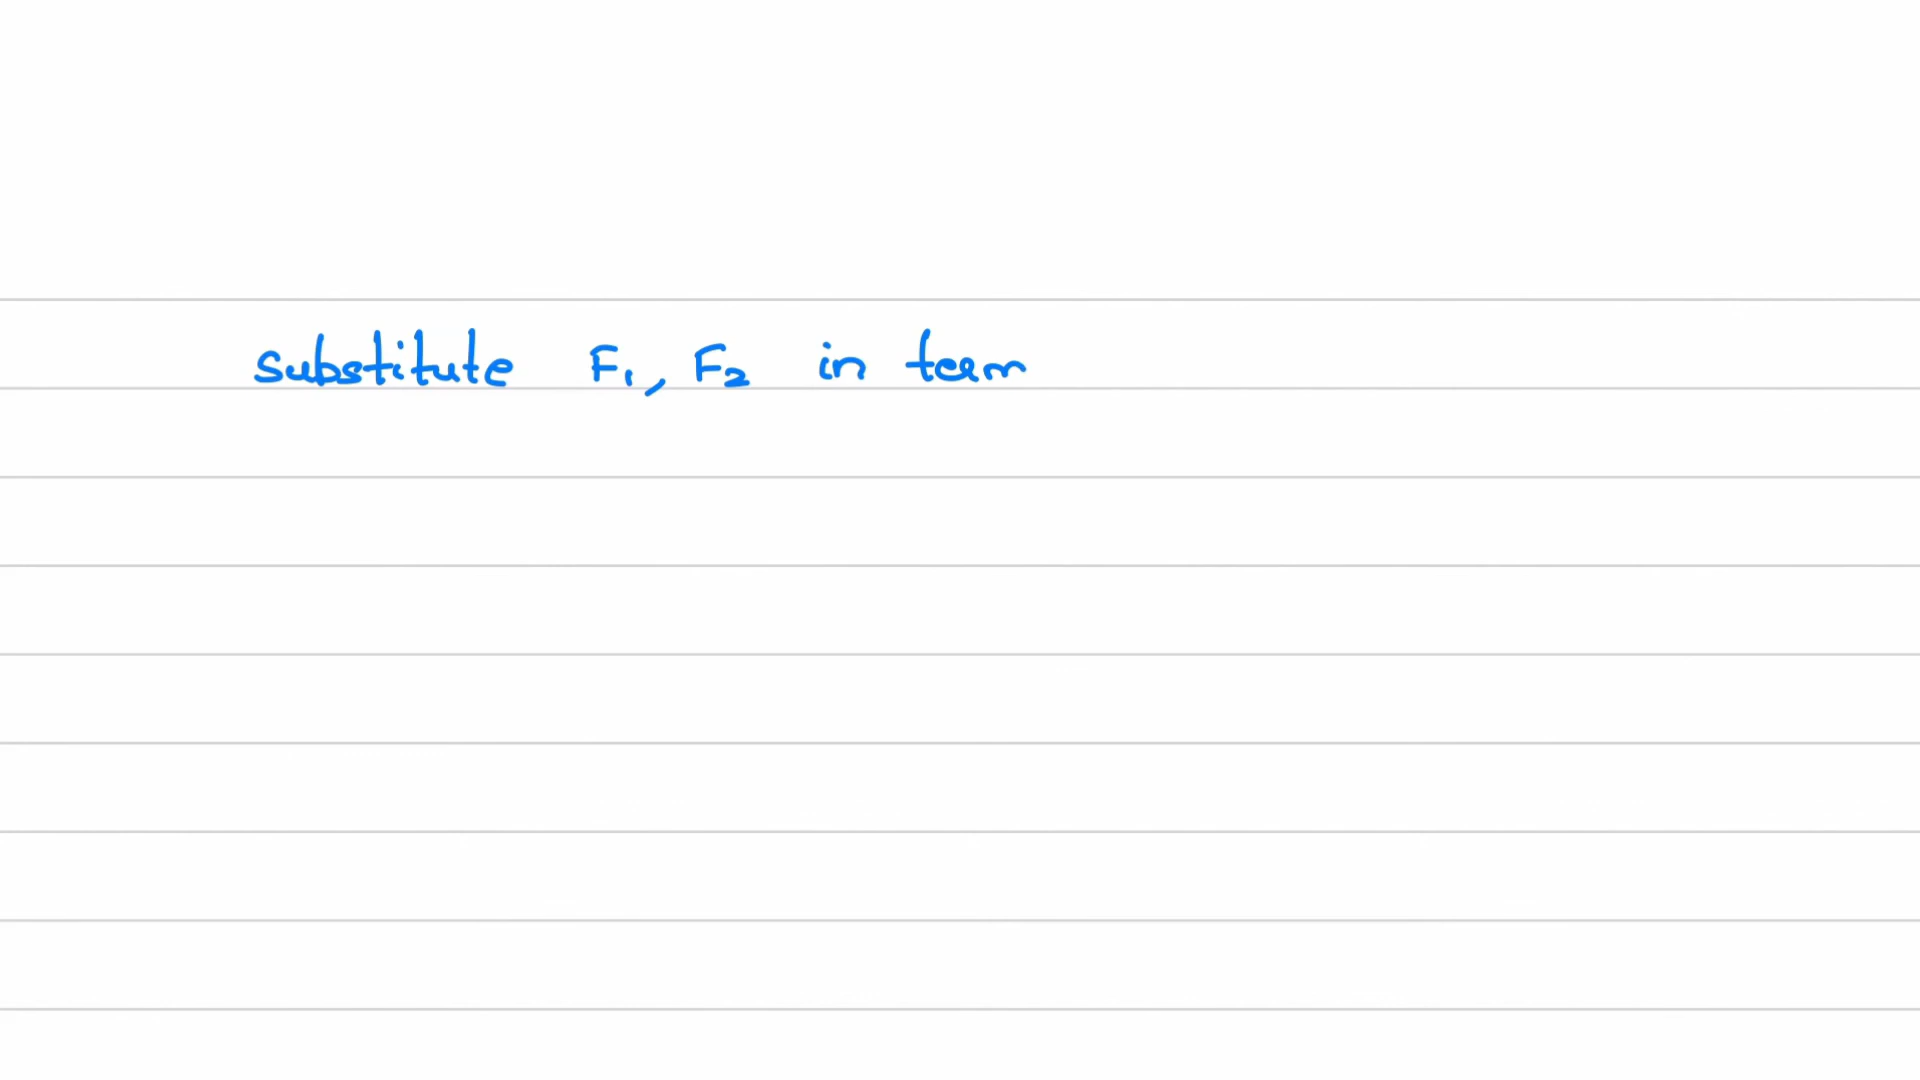 substitute F₁, F₂ in term